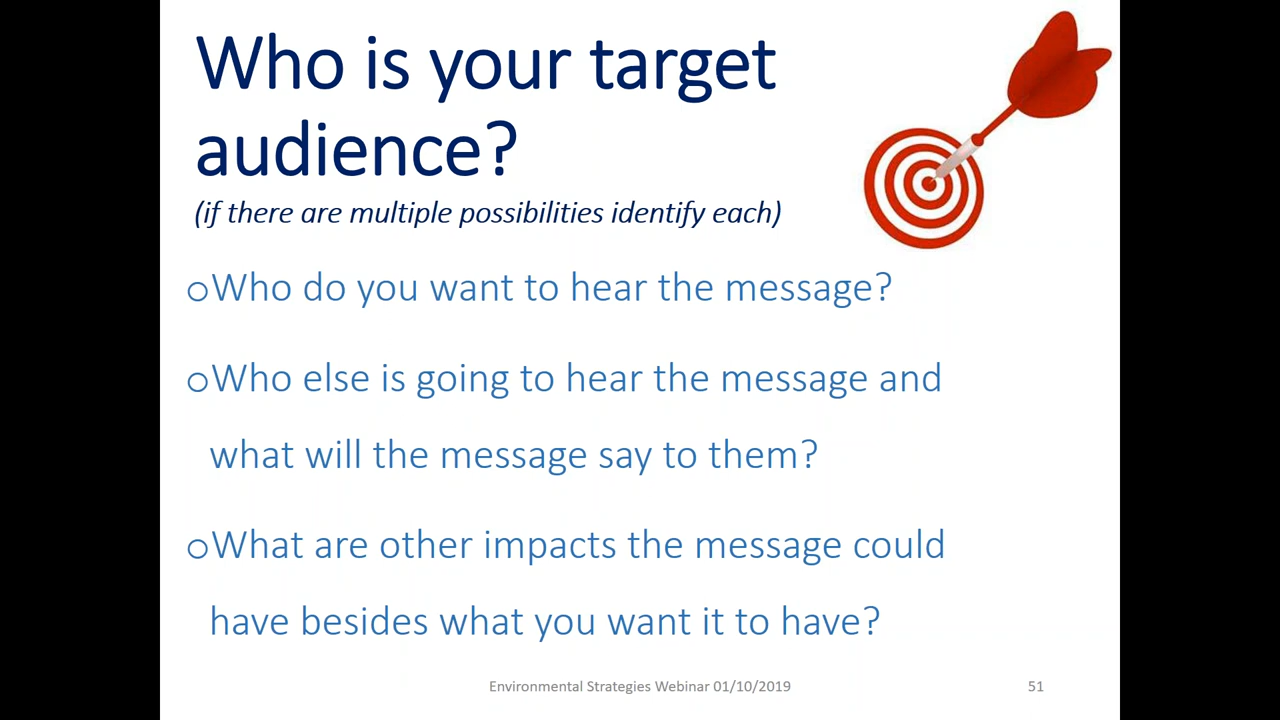 Who is your target
audience?
(if there are multiple possibilities identify each)
oWho do you want to hear the message?
oWho else is going to hear the message and
what will the message say to them?
oWhat are other impacts the message could
have besides what you want it to have?
Environmental Strategies Webinar 01/10/2019
51